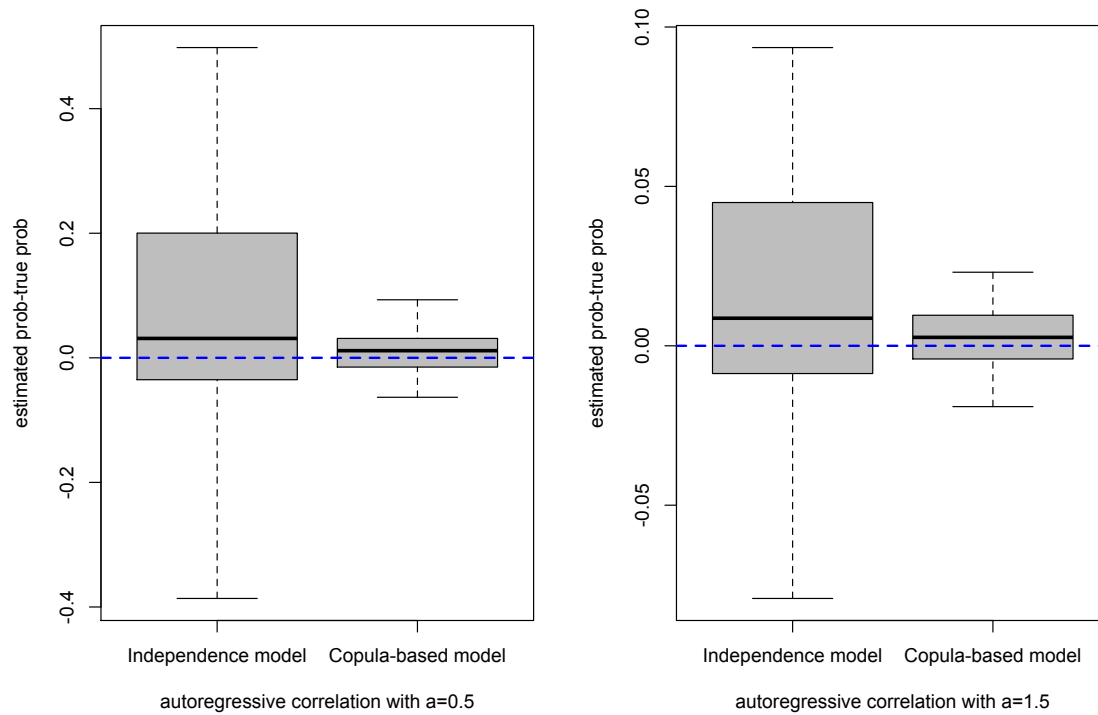 estimated prob-true prob
0.4
0.2
0.0
-0.2
-0.4
Independence model Copula-based model
autoregressive correlation with a=0.5
estimated prob-true prob
0.10
0.05
0.00
-0.05
Independence model Copula-based model
autoregressive correlation with a=1.5